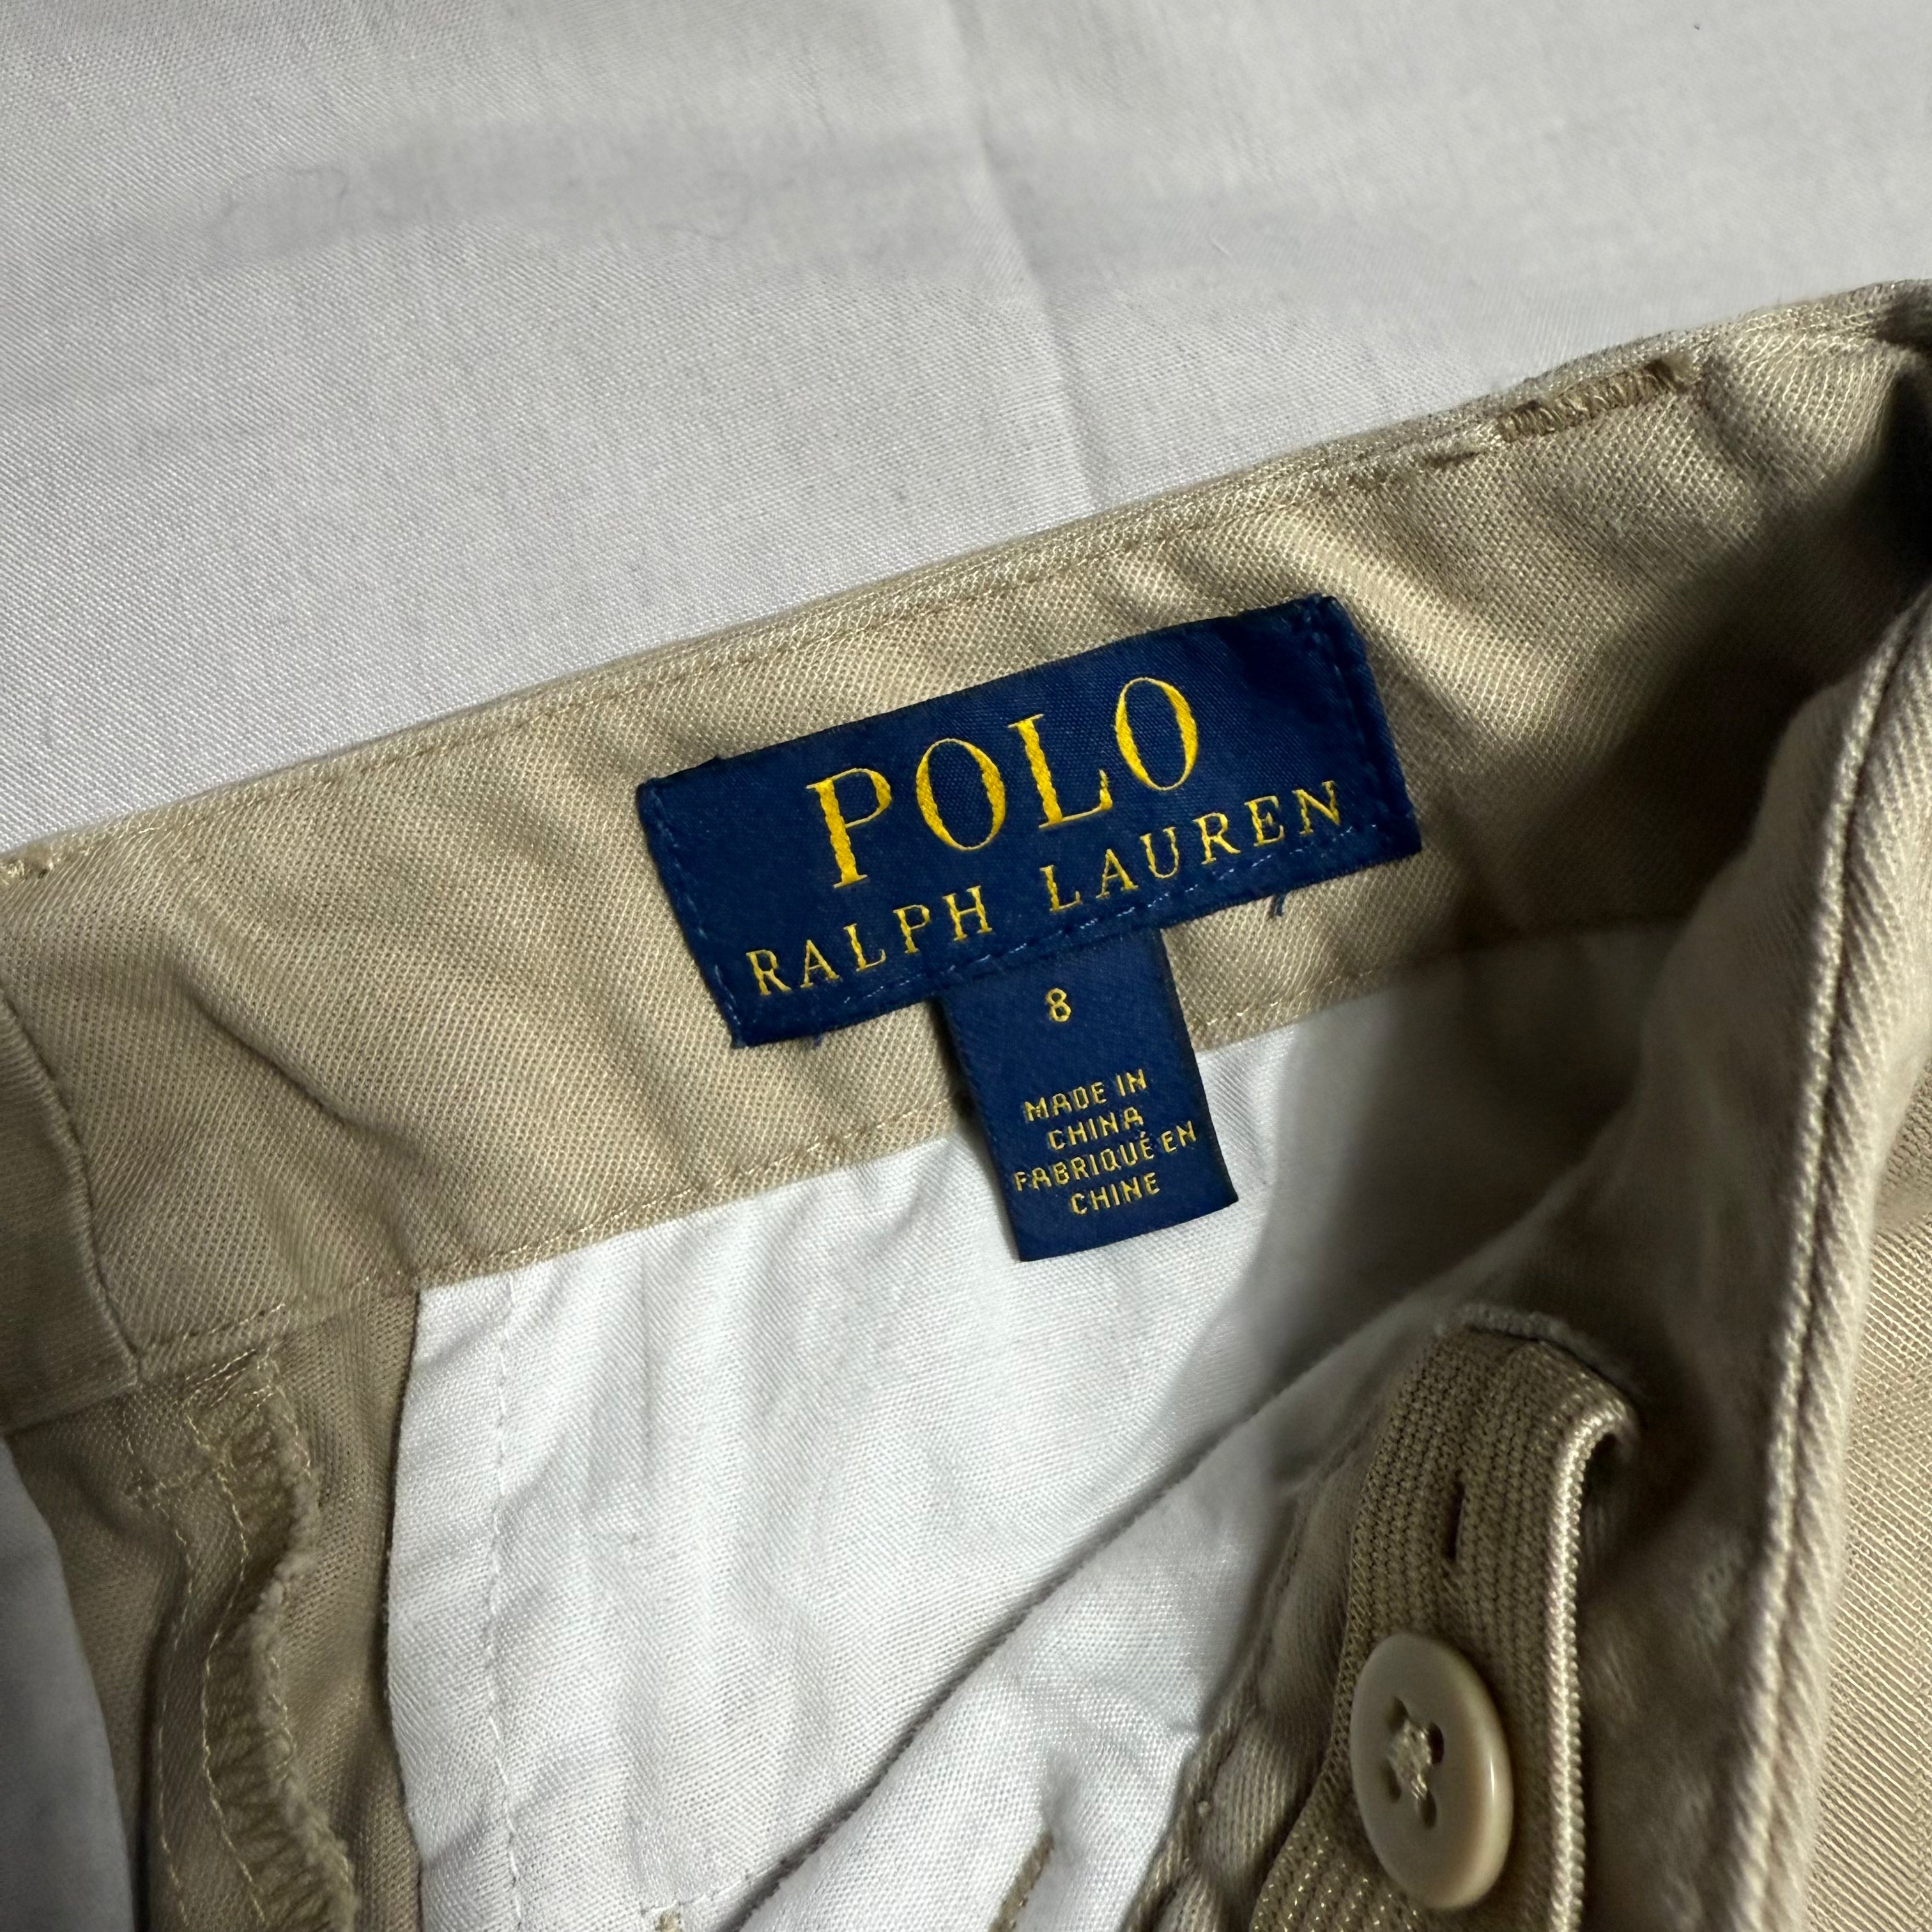 POLO
RALPH LAUREN
8
MADE IN
CHINA
FABRIQUÉ EN
CHINE